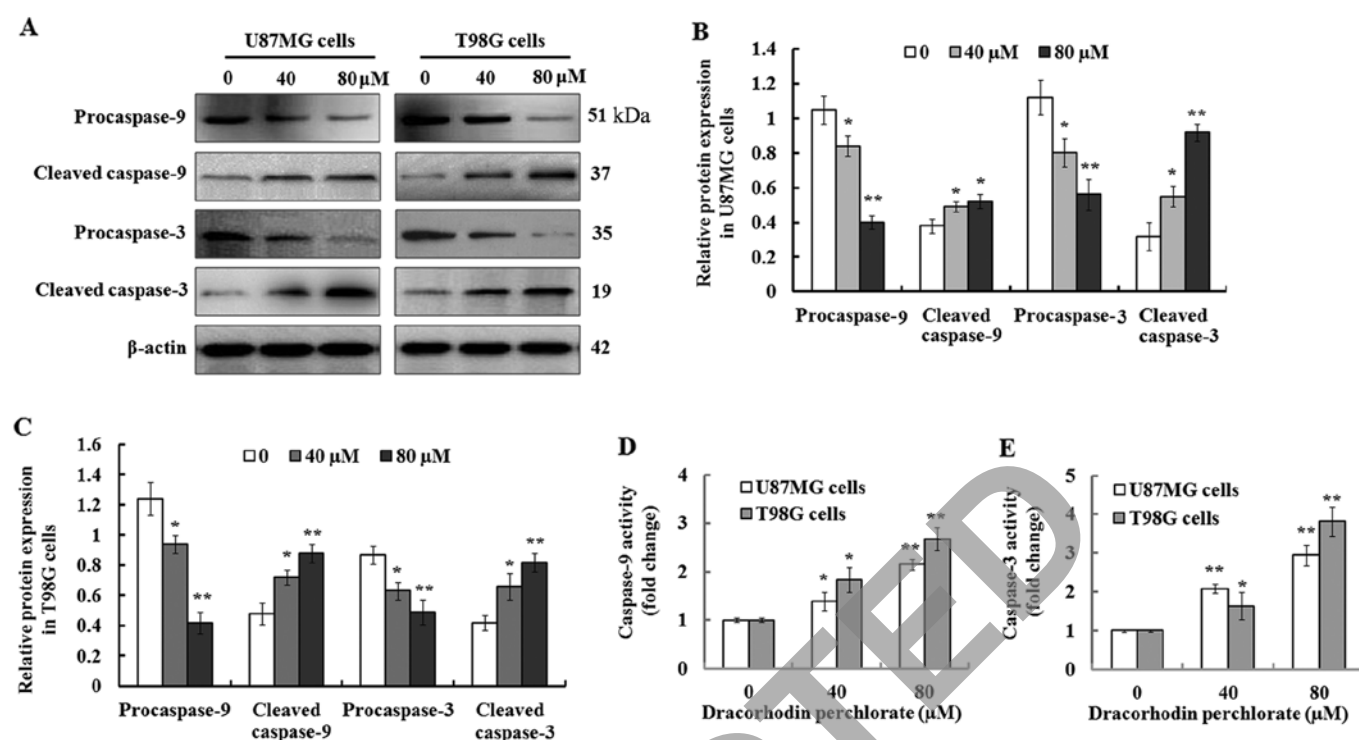 A
U87MG cells T98G cells
0 40 80 μM 0 40 80 μM
Procaspase-9 51 kDa
Cleaved caspase-9 37
Procaspase-3 35
Cleaved caspase-3 19
β-actin 42
B
Relative protein expression
in U87MG cells
1.4
1.2
1
0.8
0.6
0.4
0.2
0
0 40 μM 80 μM
* ** * * * ** * **
Procaspase-9 Cleaved Procaspase-3 Cleaved
caspase-9 caspase-3
C
Relative protein expression
in T98G cells
1.6
1.4
1.2
1
0.8
0.6
0.4
0.2
0
0 40 μM 80 μM
* ** * ** * ** * **
Procaspase-9 Cleaved Procaspase-3 Cleaved
caspase-9 caspase-3
D
Caspase-9 activity
(fold change)
4
3
2
1
0
U87MG cells
T98G cells
* * ** **
0 40 80
Dracorhodin perchlorate (μM)
E
Caspase-3 activity
(fold change)
5
4
3
2
1
0
U87MG cells
T98G cells
** * ** **
0 40 80
Dracorhodin perchlorate (μM)
TED